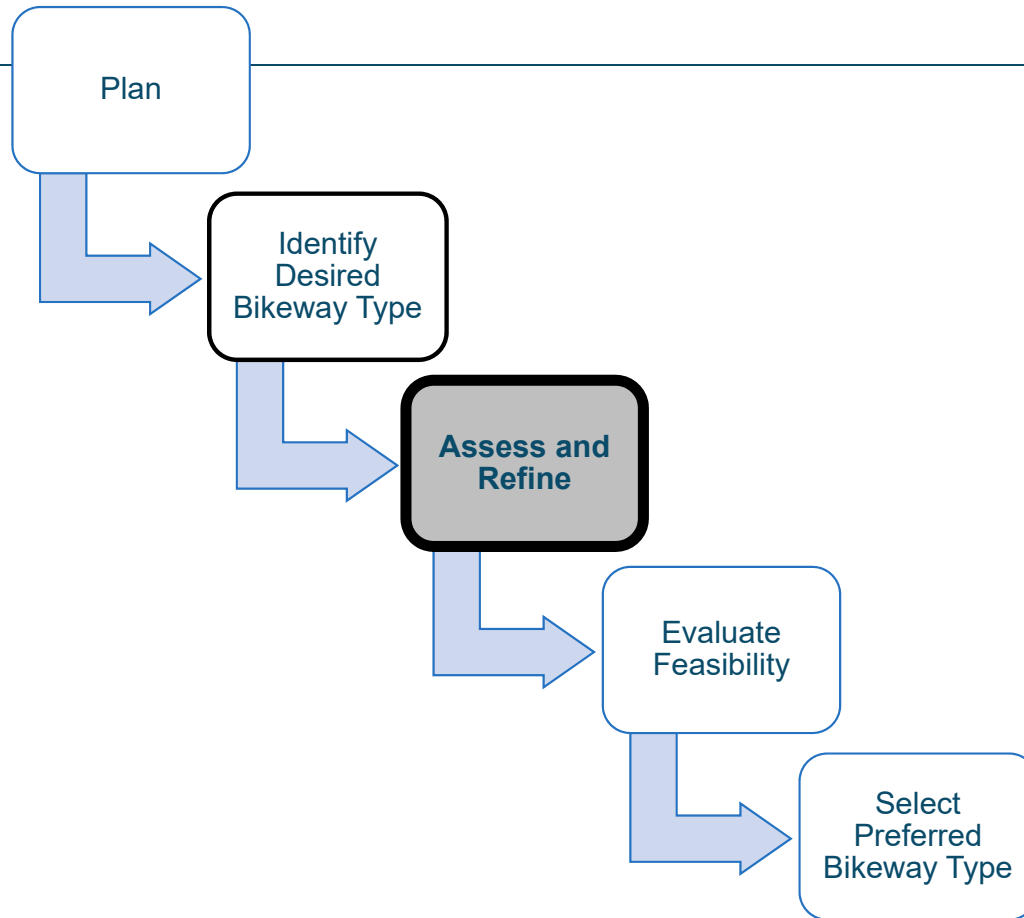 Plan
Identify
Desired
Bikeway Type
Assess and
Refine
Evaluate
Feasibility
Select
Preferred
Bikeway Type